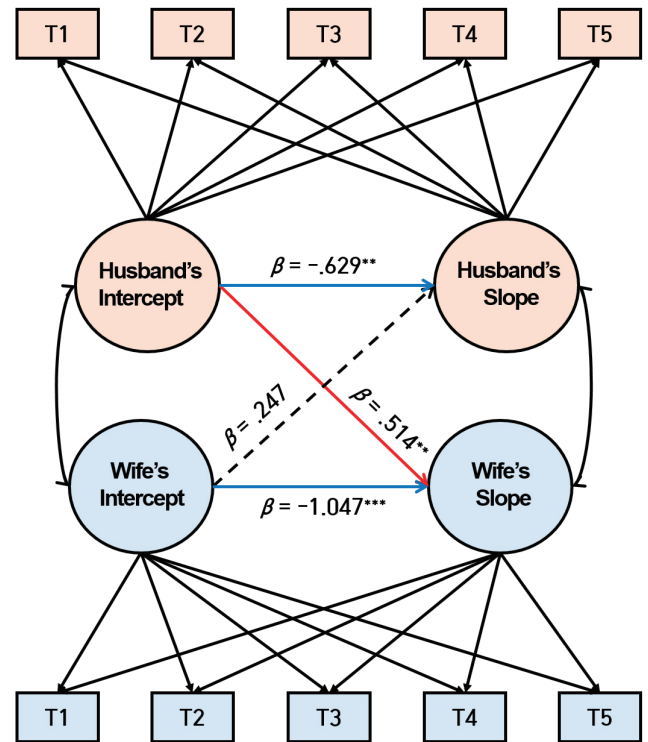 T1
T2
T3
T4
T5
Husband's
Intercept
β = -.629**
Husband's
Slope
β = .247
β = .514**
Wife's
Intercept
β = -1.047***
Wife's
Slope
T1
T2
T3
T4
T5